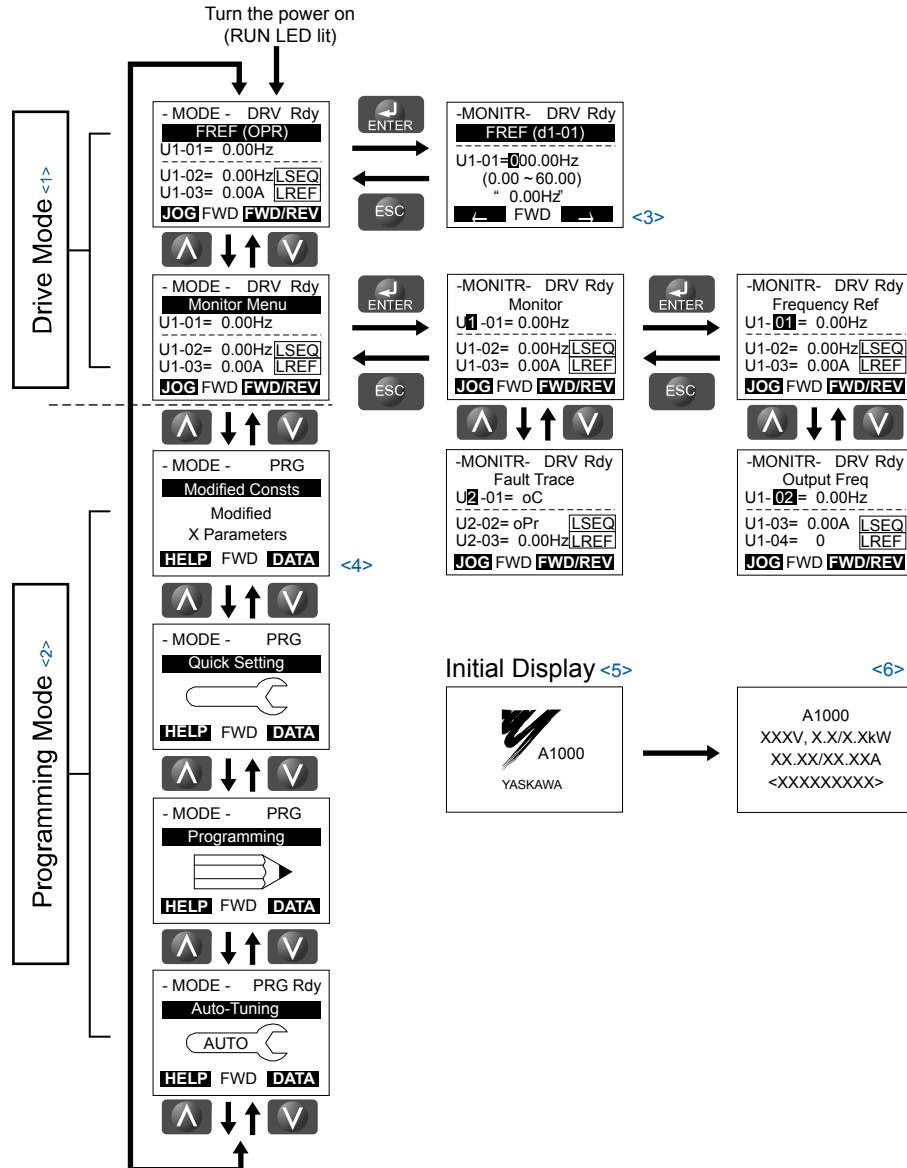 Turn the power on
(RUN LED lit)
Drive Mode <1>
- MODE - DRV Rdy
FREF (OPR)
U1-01= 0.00Hz
U1-02= 0.00Hz LSEQ
U1-03= 0.00A LREF
JOG FWD FWD/REV
ENTER
ESC
-MONITR- DRV Rdy
FREF (d1-01)
U1-01=000.00Hz
(0.00 ~ 60.00)
“ 0.00Hz”
← FWD →
<3>
- MODE - DRV Rdy
Monitor Menu
U1-01= 0.00Hz
U1-02= 0.00Hz LSEQ
U1-03= 0.00A LREF
JOG FWD FWD/REV
ENTER
ESC
-MONITR- DRV Rdy
Monitor
U1 -01= 0.00Hz
U1-02= 0.00Hz LSEQ
U1-03= 0.00A LREF
JOG FWD FWD/REV
ENTER
ESC
-MONITR- DRV Rdy
Frequency Ref
U1- 01 = 0.00Hz
U1-02= 0.00Hz LSEQ
U1-03= 0.00A LREF
JOG FWD FWD/REV
-MONITR- DRV Rdy
Fault Trace
U2 -01= oC
U2-02= oPr LSEQ
U2-03= 0.00Hz LREF
JOG FWD FWD/REV
-MONITR- DRV Rdy
Output Freq
U1- 02 = 0.00Hz
U1-03= 0.00A LSEQ
U1-04= 0 LREF
JOG FWD FWD/REV
Programming Mode <2>
- MODE - PRG
Modified Consts
Modified
X Parameters
HELP FWD DATA
<4>
- MODE - PRG
Quick Setting
HELP FWD DATA
- MODE - PRG
Programming
HELP FWD DATA
- MODE - PRG Rdy
Auto-Tuning
AUTO
HELP FWD DATA
Initial Display <5>
A1000
YASKAWA
<6>
A1000
XXXV, X.X/X.XkW
XX.XX/XX.XXA
<XXXXXXXXX>